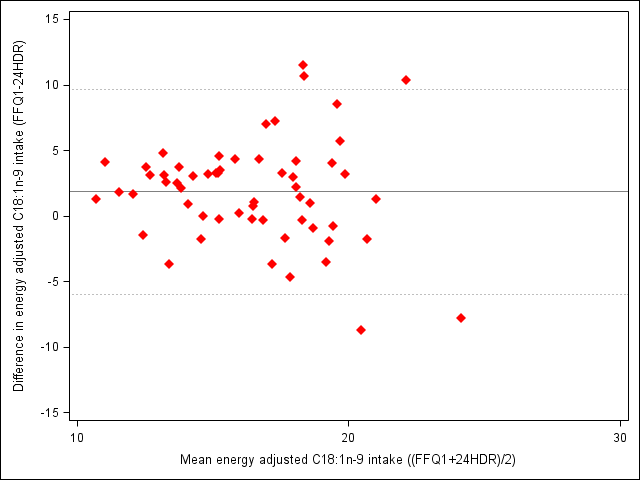 Difference in energy adjusted C18:1n-9 intake (FFQ1-24HDR)
15
10
5
0
-5
-10
-15
10 20 30
Mean energy adjusted C18:1n-9 intake ((FFQ1+24HDR)/2)